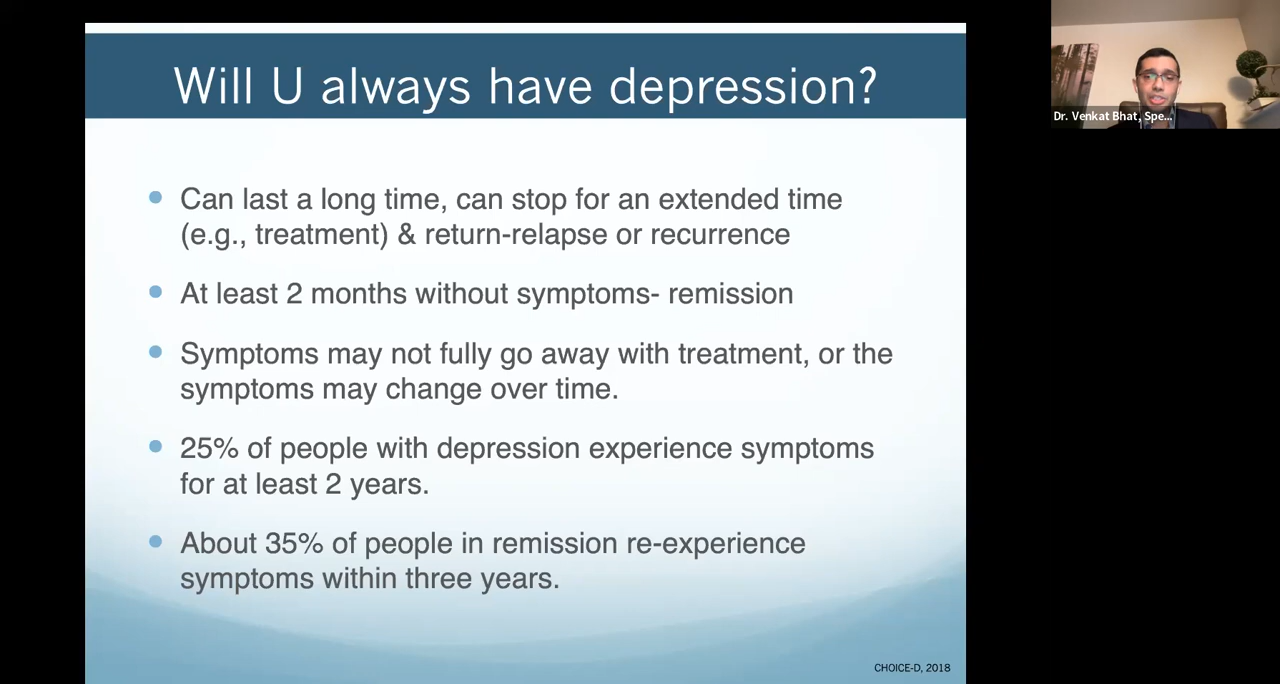 Will U always have depression?
Can last a long time, can stop for an extended time
(e.g., treatment) & return-relapse or recurrence
At least 2 months without symptoms- remission
Symptoms may not fully go away with treatment, or the
symptoms may change over time.
25% of people with depression experience symptoms
for at least 2 years.
About 35% of people in remission re-experience
symptoms within three years.
CHOICE-D, 2018
Dr. Venkat Bhat, Spe...